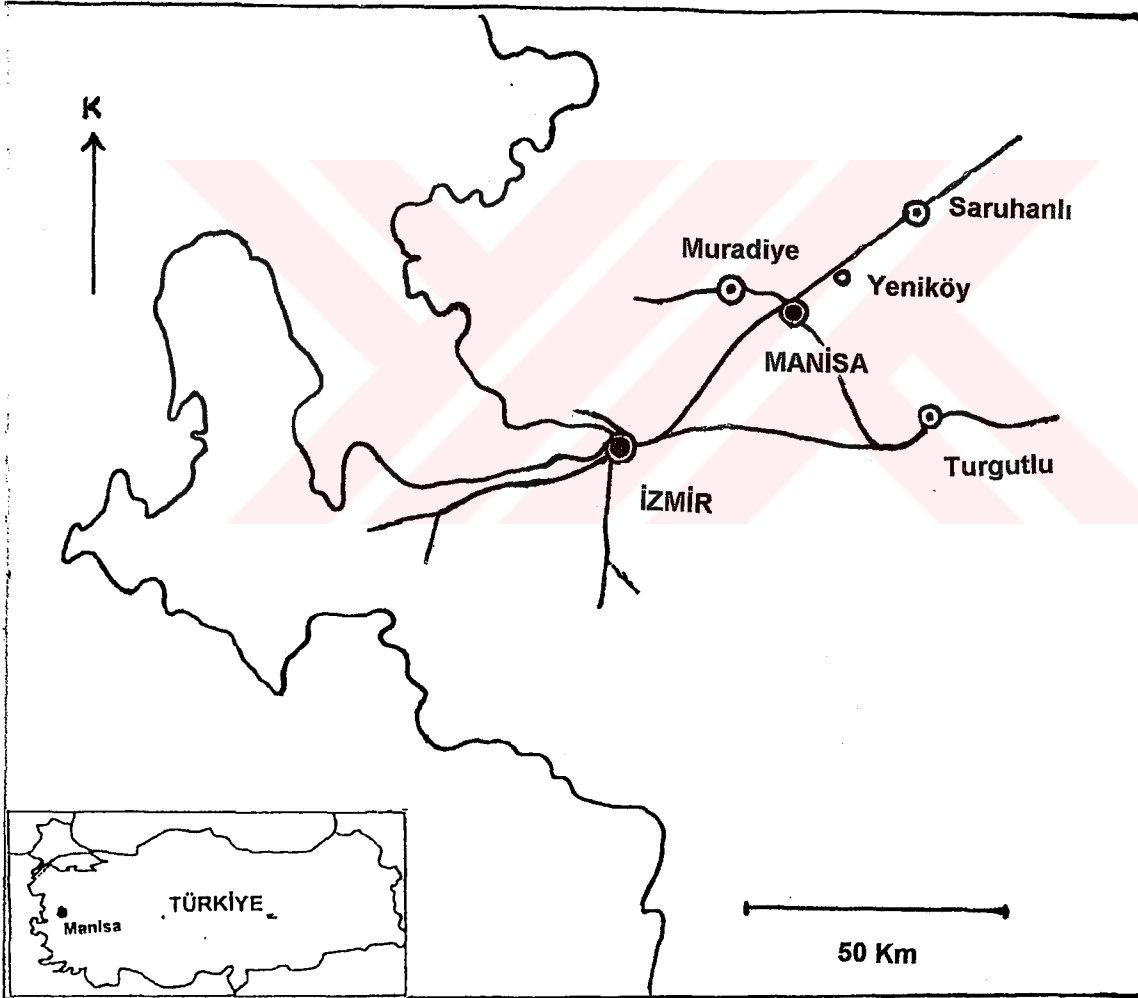 K
Saruhanlı
Muradiye
Yeniköy
MANİSA
Turgutlu
İZMİR
TÜRKİYE
Manisa
50 Km